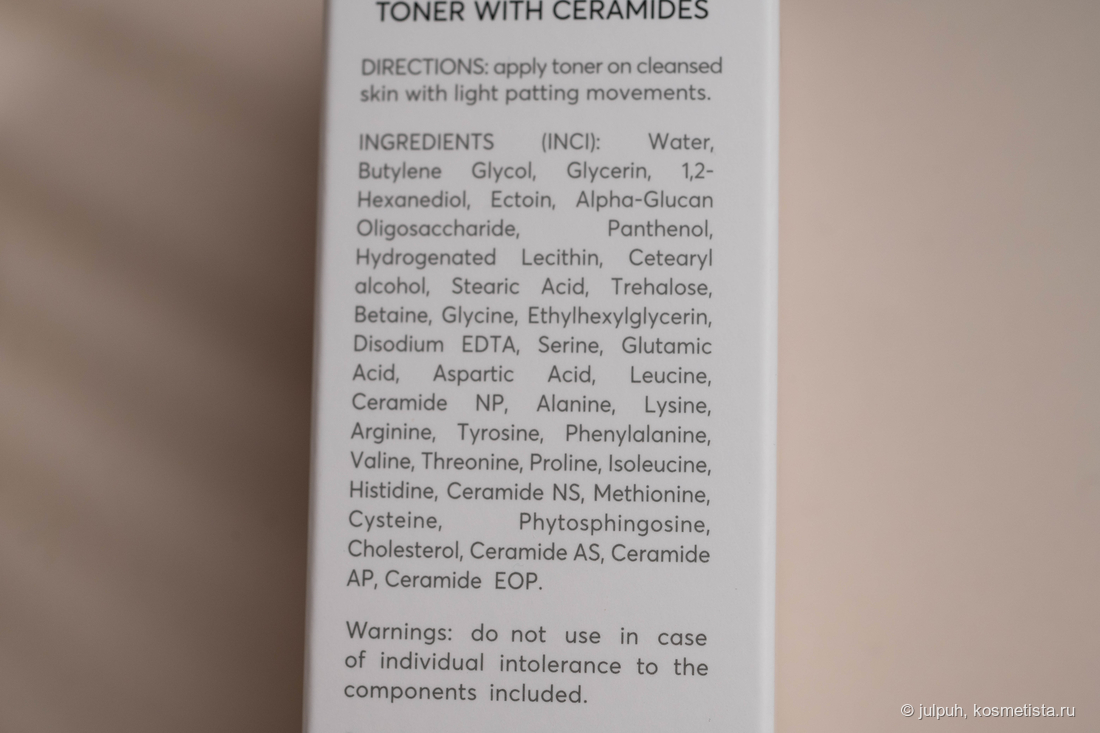 TONER WITH CERAMIDES
DIRECTIONS: apply toner on cleansed
skin with light patting movements.
INGREDIENTS (INCI): Water,
Butylene Glycol, Glycerin, 1,2-
Hexanediol, Ectoin, Alpha-Glucan
Oligosaccharide, Panthenol,
Hydrogenated Lecithin, Cetearyl
alcohol, Stearic Acid, Trehalose,
Betaine, Glycine, Ethylhexylglycerin,
Disodium EDTA, Serine, Glutamic
Acid, Aspartic Acid, Leucine,
Ceramide NP, Alanine, Lysine,
Arginine, Tyrosine, Phenylalanine,
Valine, Threonine, Proline, Isoleucine,
Histidine, Ceramide NS, Methionine,
Cysteine, Phytosphingosine,
Cholesterol, Ceramide AS, Ceramide
AP, Ceramide EOP.
Warnings: do not use in case
of individual intolerance to the
components included.
© julpuh, kosmetista.ru